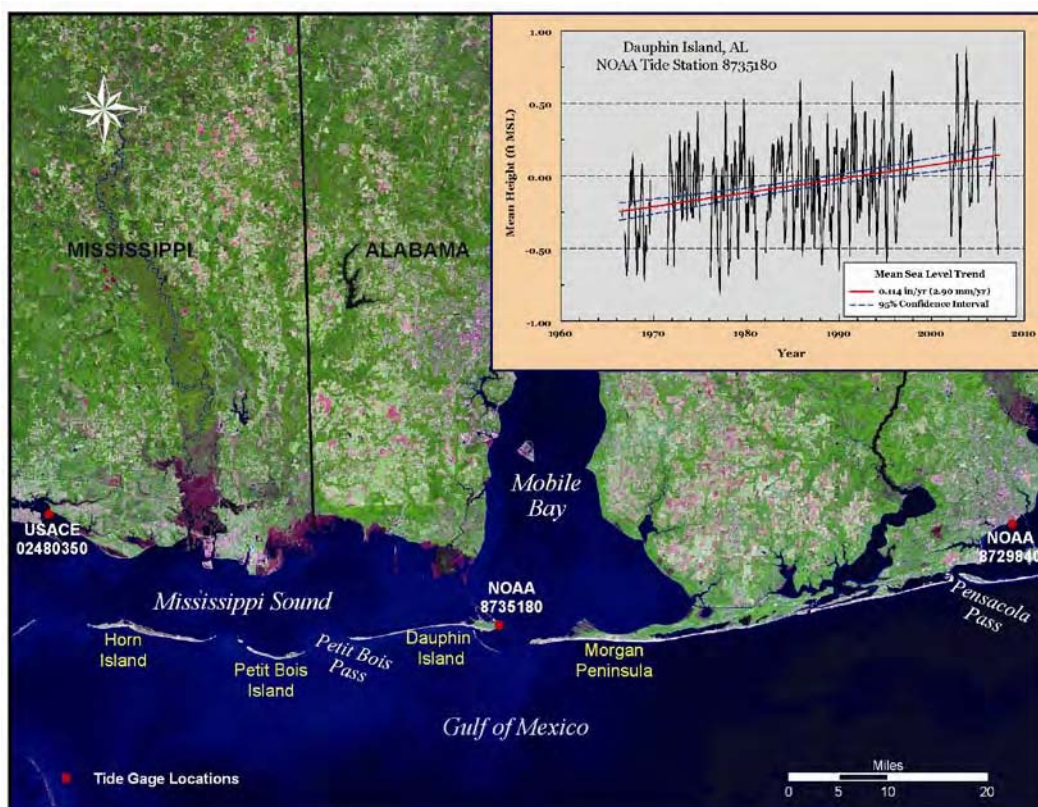 Dauphin Island, AL
NOAA Tide Station 8735180
1.00
0.50
0.00
-0.50
-1.00
Mean Height (ft MSL)
Mean Sea Level Trend
0.114 in/yr (2.90 mm/yr)
95% Confidence Interval
1960
1970
1980
1990
2000
2010
Year
N
MISSISSIPPI
ALABAMA
Mobile
Bay
USACE
02480350
NOAA
8735180
NOAA
8729840
Mississippi Sound
Horn
Island
Petit Bois
Island
Petit Bois
Pass
Dauphin
Island
Morgan
Peninsula
Pensacola
Pass
Gulf of Mexico
Tide Gage Locations
Miles
0 5 10 20